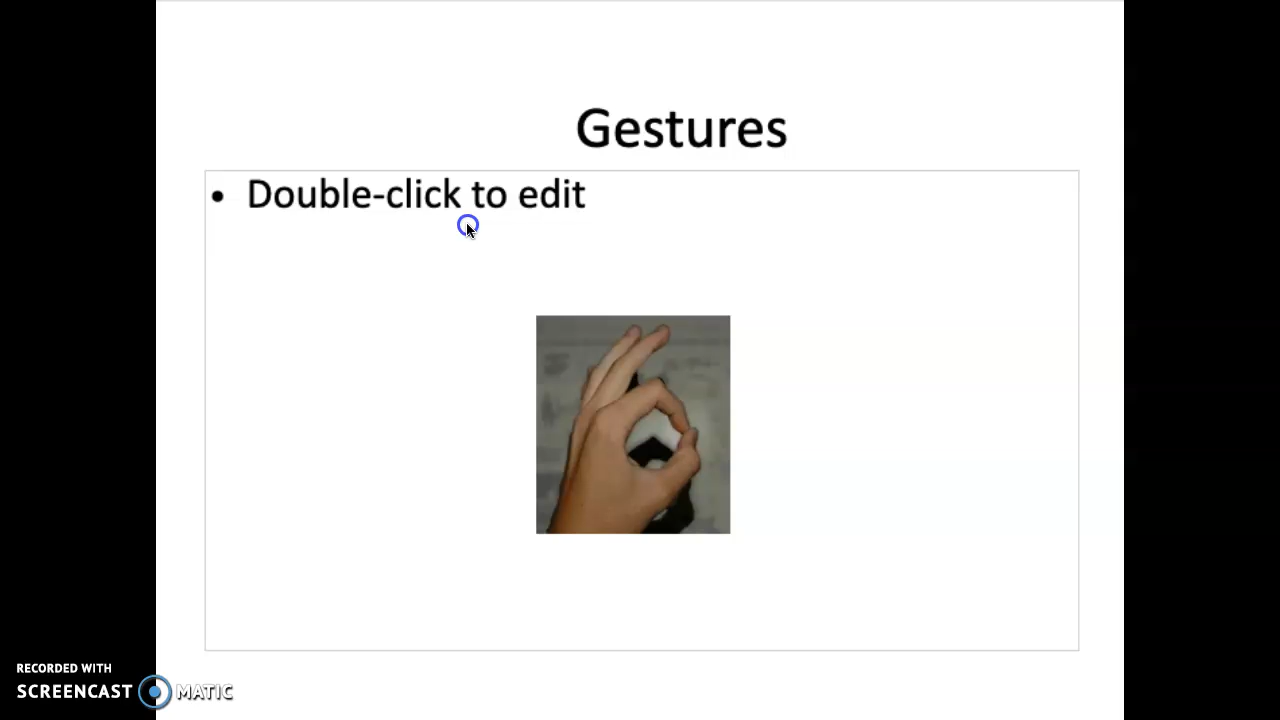 Gestures
• Double-click to edit
RECORDED WITH
SCREENCAST MATIC